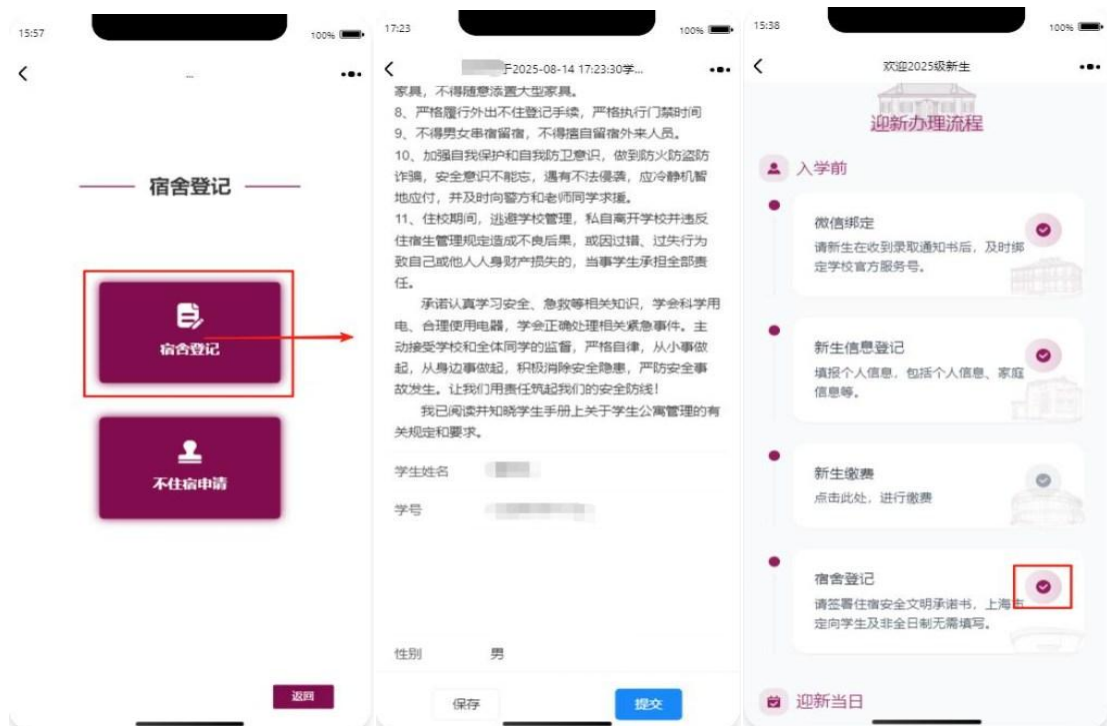 15:57
100%
...
宿舍登记
宿舍登记
不住宿申请
返回
17:23
100%
于2025-08-14 17:23:30学...
家具，不得随意添置大型家具。
8、严格履行外出不住登记手续，严格执行门禁时间
9、不得男女串宿留宿，不得擅自留宿外来人员。
10、加强自我保护和自我防卫意识，做到防火防盗防
诈骗，安全意识不能忘，遇有不法侵袭，应冷静机智
地应付，并及时向警方和老师同学求援。
11、住校期间，逃避学校管理，私自离开学校并违反
住宿生管理规定造成不良后果，或因过错、过失行为
致自己或他人人身财产损失的，当事学生承担全部责
任。
承诺认真学习安全、急救等相关知识，学会科学用
电、合理使用电器，学会正确处理相关紧急事件。主
动接受学校和全体同学的监督，严格自律，从小事做
起，从身边事做起，积极消除安全隐患，严防安全事
故发生。让我们用责任筑起我们的安全防线！
我已阅读并知晓学生手册上关于学生公寓管理的有
关规定和要求。
学生姓名
学号
性别 男
保存 提交
15:38
100%
欢迎2025级新生
迎新办理流程
入学前
微信绑定
请新生在收到录取通知书后，及时绑
定学校官方服务号。
新生信息登记
填报个人信息，包括个人信息、家庭
信息等。
新生缴费
点击此处，进行缴费
宿舍登记
请签署住宿安全文明承诺书，上海市
定向学生及非全日制无需填写。
迎新当日